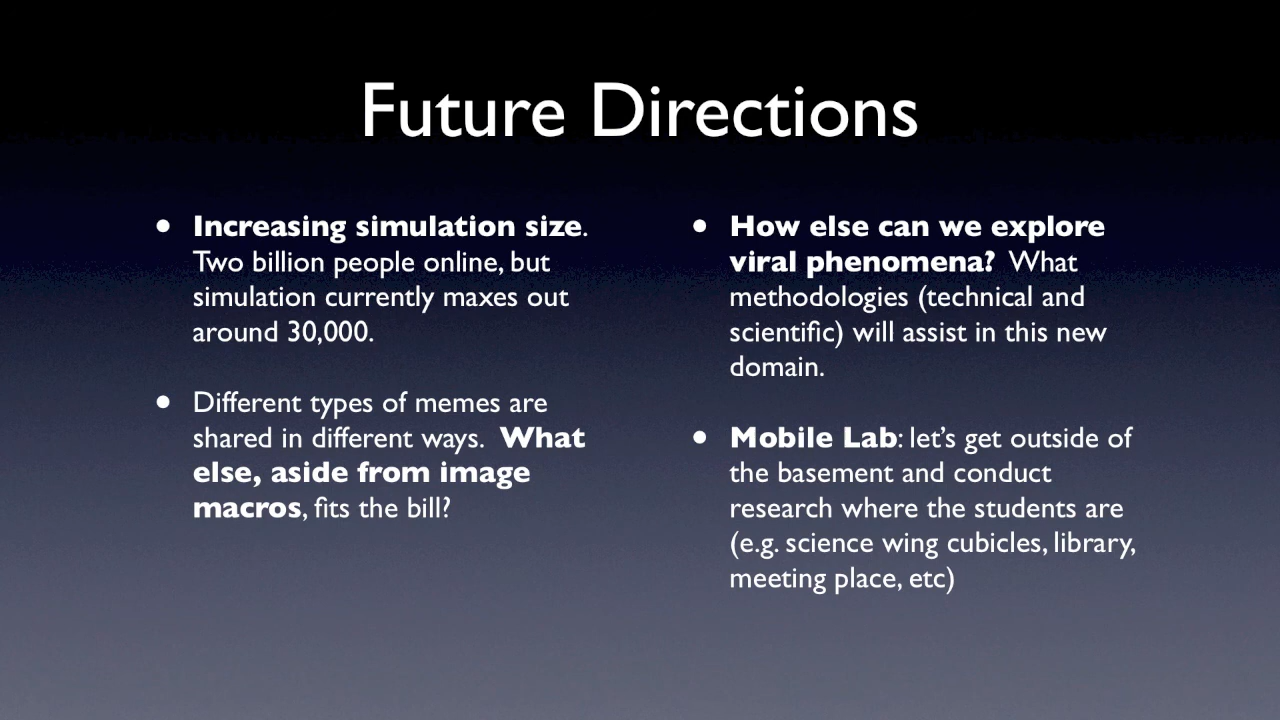 Future Directions
• Increasing simulation size.
Two billion people online, but
simulation currently maxes out
around 30,000.
• Different types of memes are
shared in different ways. What
else, aside from image
macros, fits the bill?
• How else can we explore
viral phenomena? What
methodologies (technical and
scientific) will assist in this new
domain.
• Mobile Lab: let's get outside of
the basement and conduct
research where the students are
(e.g. science wing cubicles, library,
meeting place, etc)